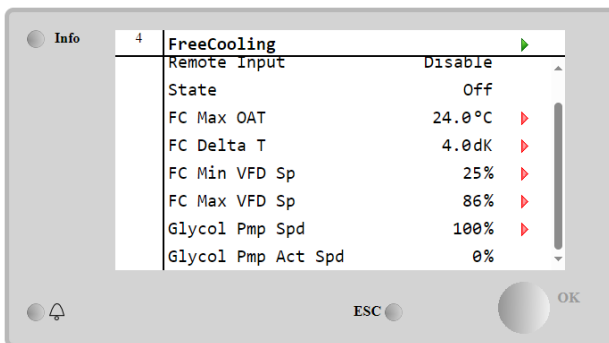 Info
4 FreeCooling
Remote Input Disable
State Off
FC Max OAT 24.0°C
FC Delta T 4.0dK
FC Min VFD Sp 25%
FC Max VFD Sp 86%
Glycol Pmp Spd 100%
Glycol Pmp Act Spd 0%
ESC
OK